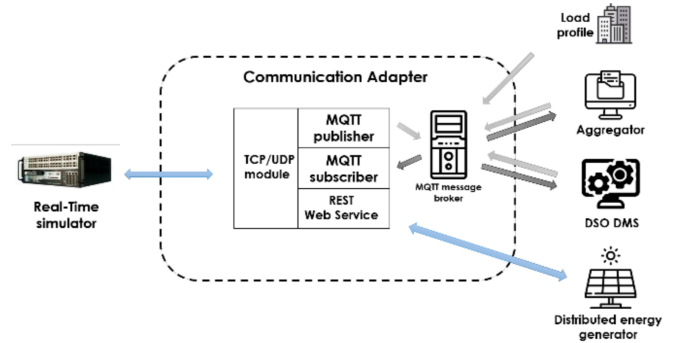 Load
profile
Communication Adapter
MQTT
publisher
TCP/UDP
module
MQTT
subscriber
REST
Web Service
MQTT message
broker
Aggregator
Real-Time
simulator
DSO DMS
Distributed energy
generator